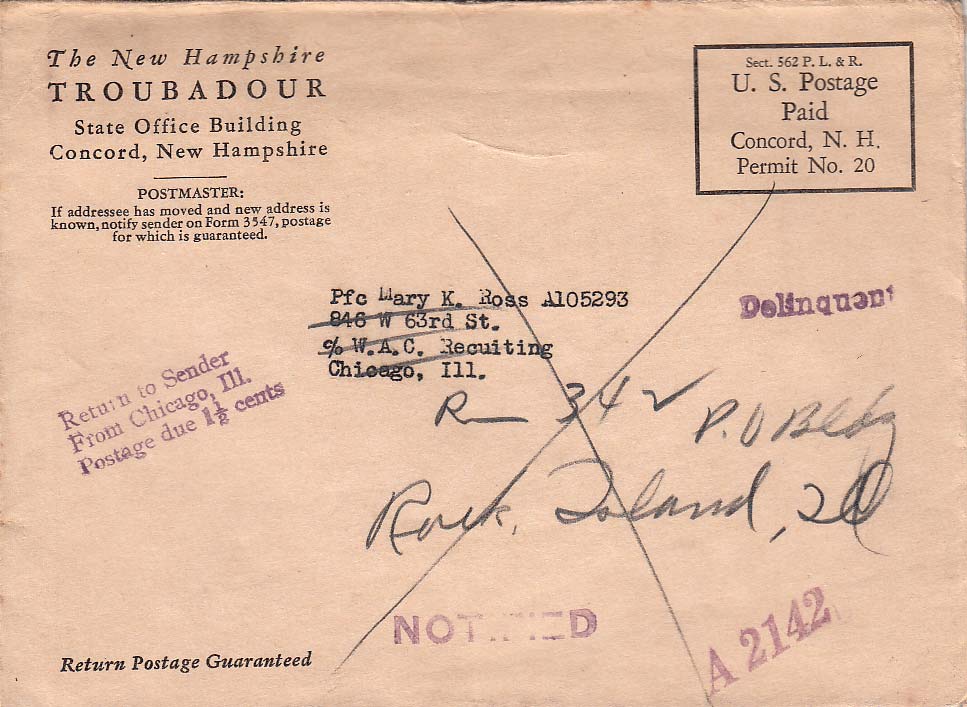 The New Hampshire
TROUBADOUR
State Office Building
Concord, New Hampshire
POSTMASTER:
If addressee has moved and new address is
known, notify sender on Form 3547, postage
for which is guaranteed.
Sect. 562 P. L. & R.
U. S. Postage
Paid
Concord, N. H.
Permit No. 20
Pfc Mary K. Ross A105293
846 W 63rd St.
c/o W.A.C. Recuiting
Chicago, Ill.
Delinquent
Return to Sender
From Chicago, Ill.
Postage due 1½ cents
Rm 342
P.O Bldg
Rock Island, Ill
NOTIFIED
A 2142
Return Postage Guaranteed